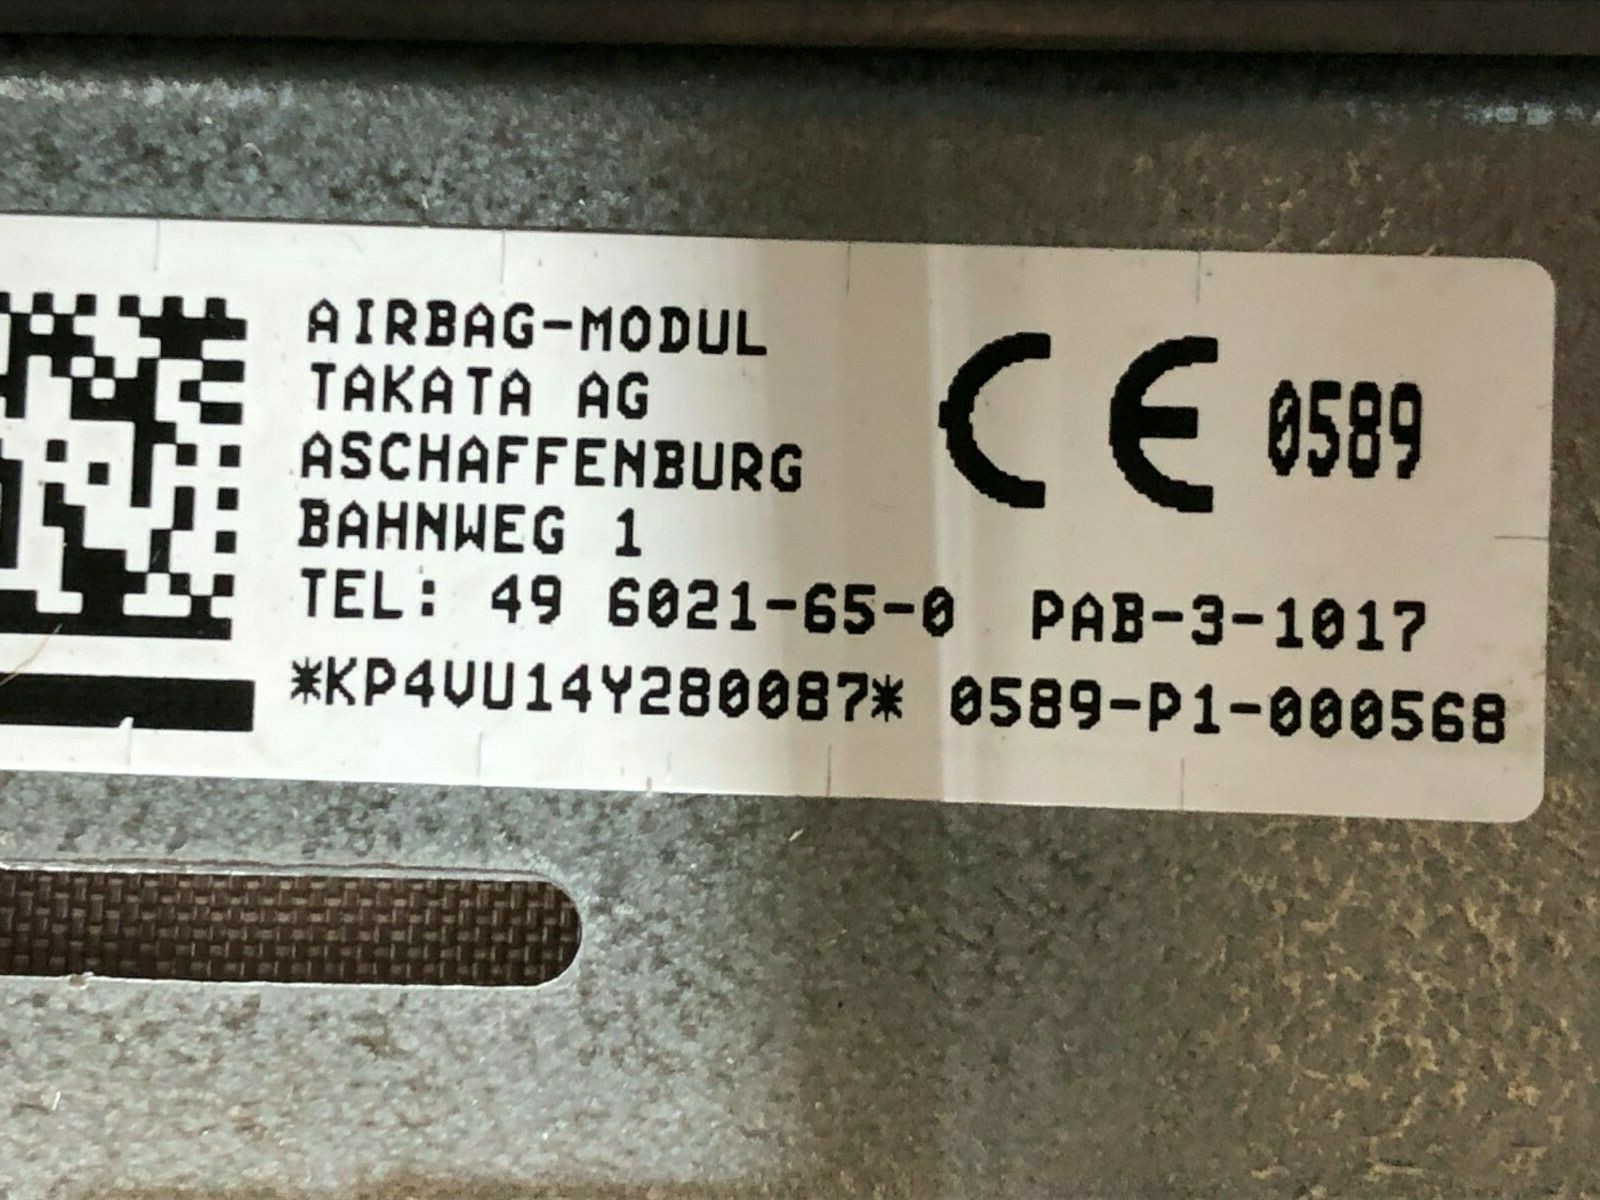 AIRBAG-MODUL
TAKATA AG
ASCHAFFENBURG
BAHNWEG 1
CE 0589
TEL: 49 6021-65-0 PAB-3-1017
*KP4VU14Y280087* 0589-P1-000568